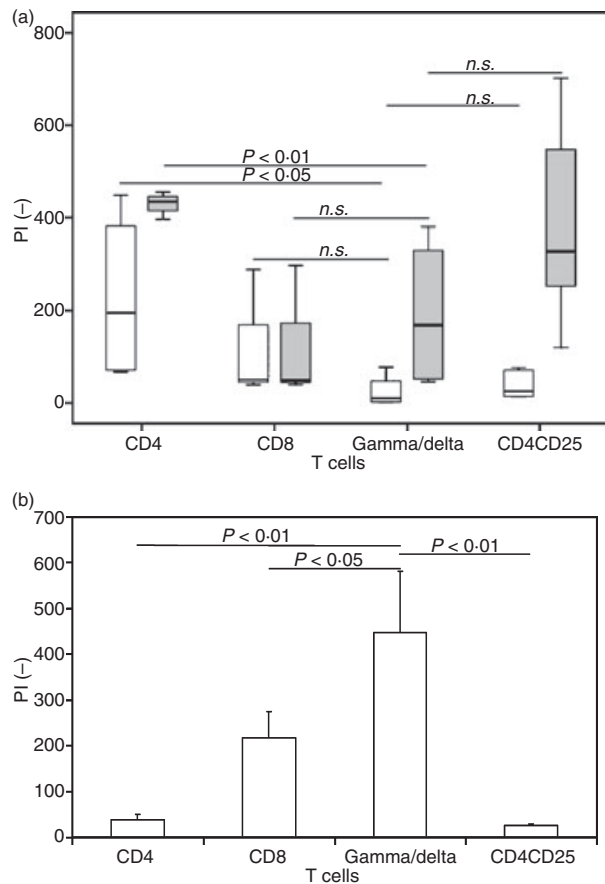 (a)
800
600
400
200
0
PI (–)
n.s.
n.s.
P < 0·01
P < 0·05
n.s.
n.s.
CD4 CD8 Gamma/delta CD4CD25
T cells
(b)
700
600
500
400
300
200
100
0
PI (–)
P < 0·01
P < 0·05
P < 0·01
CD4 CD8 Gamma/delta CD4CD25
T cells